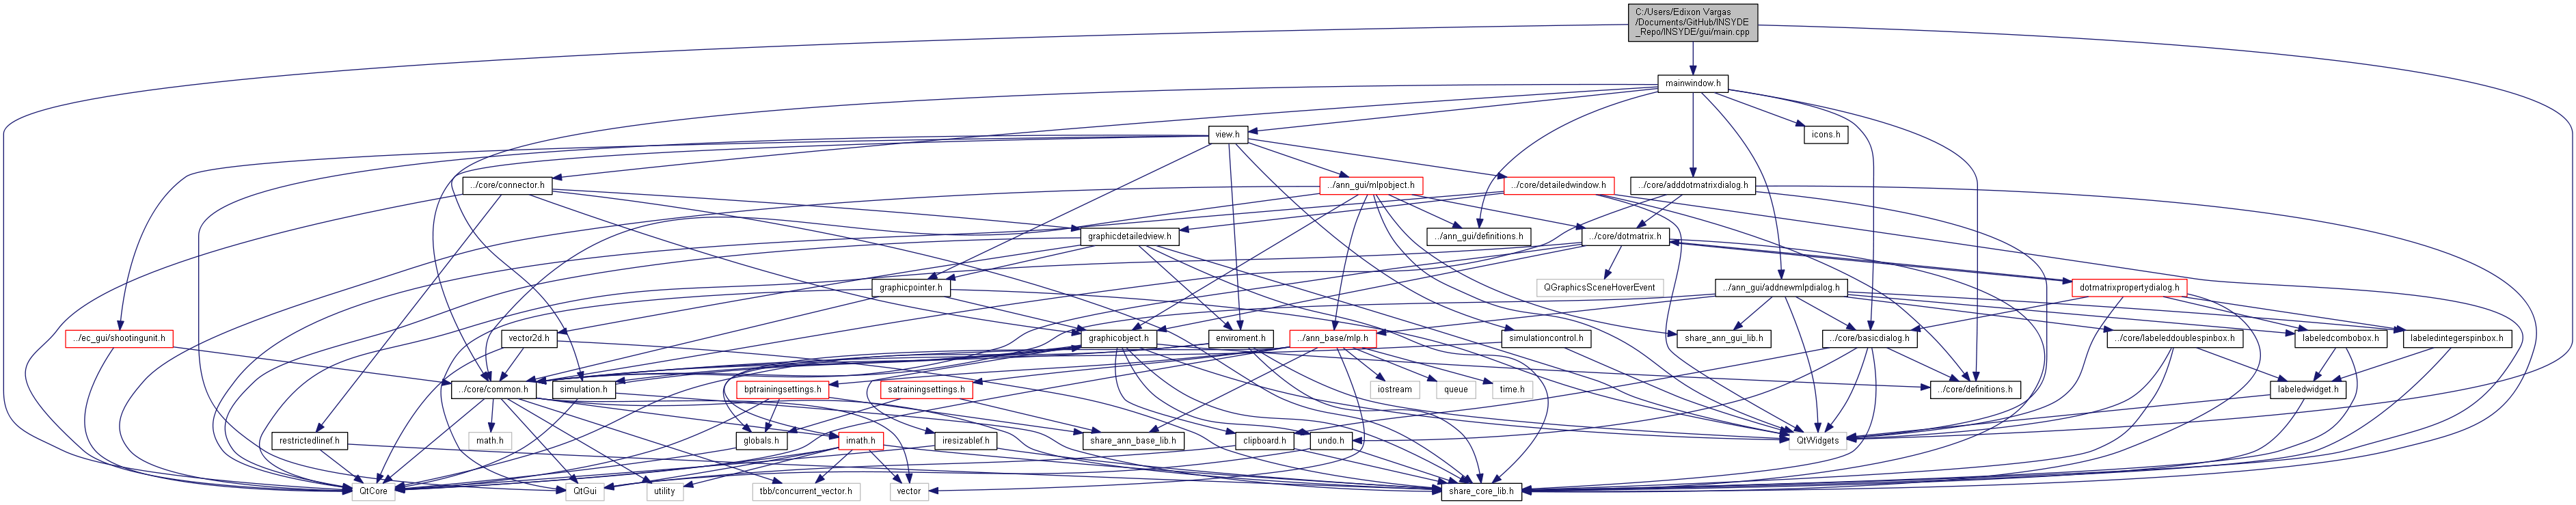 C:/Users/Edixon Vargas
/Documents/GitHub/INSYDE
_Repo/INSYDE/gui/main.cpp
mainwindow.h
view.h
icons.h
../core/connector.h
../ann_gui/mlpobject.h
../core/detailedwindow.h
../core/adddotmatrixdialog.h
graphicdetailedview.h
../ann_gui/definitions.h
../core/dotmatrix.h
graphicpointer.h
QGraphicsSceneHoverEvent
../ann_gui/addnewmlpdialog.h
dotmatrixpropertydialog.h
../ec_gui/shootingunit.h
vector2d.h
graphicobject.h
enviroment.h
../ann_base/mlp.h
simulationcontrol.h
share_ann_gui_lib.h
../core/basicdialog.h
../core/labeleddoublespinbox.h
labeledcombobox.h
labeledintegerspinbox.h
../core/common.h
simulation.h
bptrainingsettings.h
satrainingsettings.h
iostream
queue
time.h
../core/definitions.h
labeledwidget.h
restrictedlinef.h
math.h
globals.h
imath.h
iresizablef.h
share_ann_base_lib.h
clipboard.h
undo.h
QtWidgets
QtCore
QtGui
utility
tbb/concurrent_vector.h
vector
share_core_lib.h